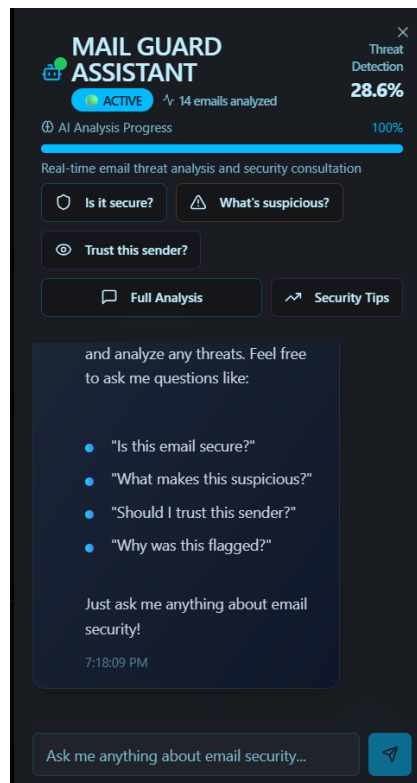 MAIL GUARD
ASSISTANT
ACTIVE
14 emails analyzed
Threat
Detection
28.6%
AI Analysis Progress
100%
Real-time email threat analysis and security consultation
Is it secure?
What's suspicious?
Trust this sender?
Full Analysis
Security Tips
and analyze any threats. Feel free
to ask me questions like:
"Is this email secure?"
"What makes this suspicious?"
"Should I trust this sender?"
"Why was this flagged?"
Just ask me anything about email
security!
7:18:09 PM
Ask me anything about email security...